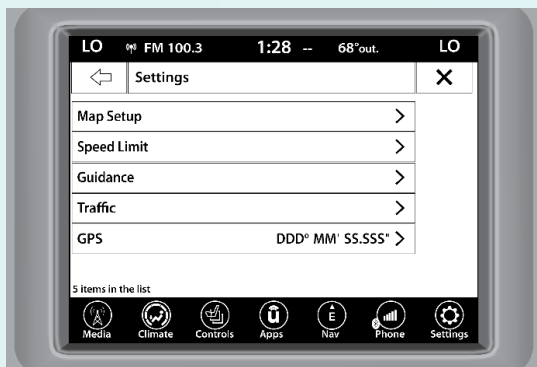 LO FM 100.3 1:28 -- 68°out. LO
Settings
Map Setup
Speed Limit
Guidance
Traffic
GPS DDD° MM' SS.SSS"
5 items in the list
Media Climate Controls û Apps E Nav Phone Settings